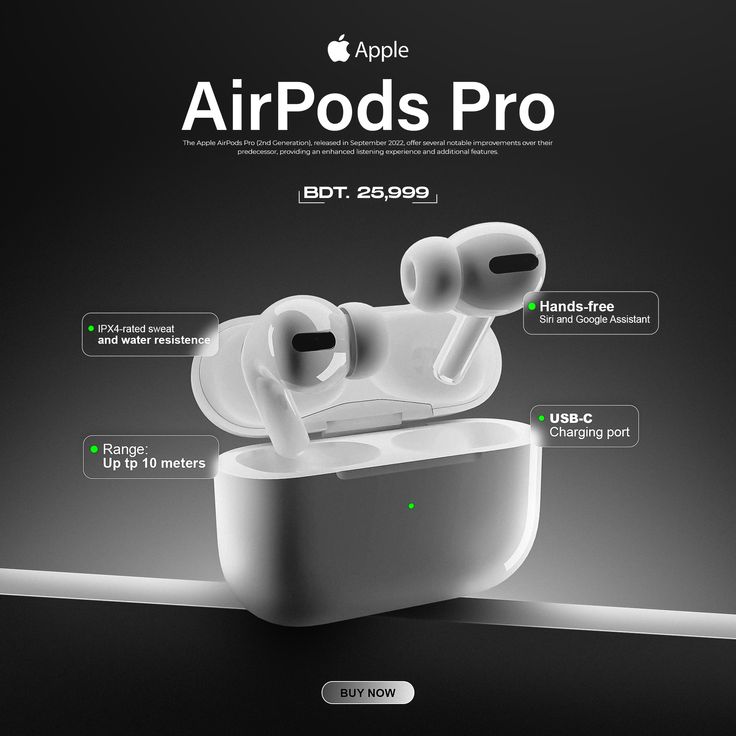 Apple
AirPods Pro
The Apple AirPods Pro (2nd Generation), released in September 2022, offer several notable improvements over their
predecessor, providing an enhanced listening experience and additional features.
BDT. 25,999
Hands-free
Siri and Google Assistant
IPX4-rated sweat
and water resistence
USB-C
Charging port
Range:
Up tp 10 meters
BUY NOW